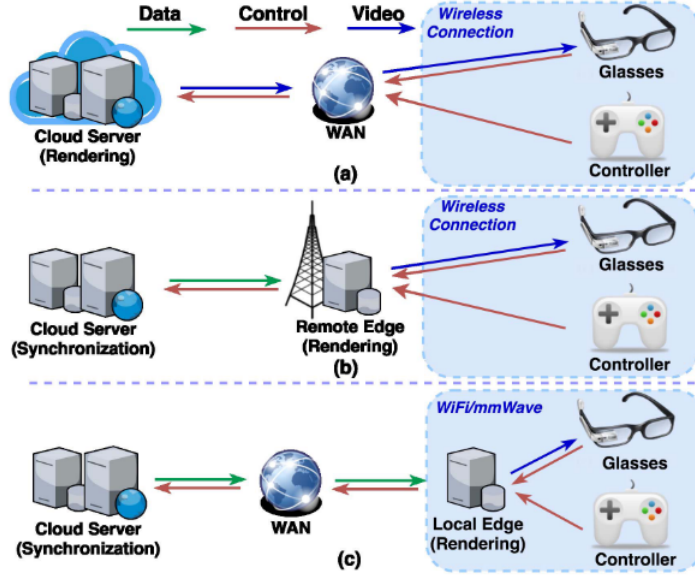 Data Control Video
Wireless
Connection
Glasses
Cloud Server
(Rendering)
WAN
Controller
(a)
Wireless
Connection
Glasses
Cloud Server
(Synchronization)
Remote Edge
(Rendering)
Controller
(b)
WiFi/mmWave
Glasses
Cloud Server
(Synchronization)
WAN
Local Edge
(Rendering)
Controller
(c)